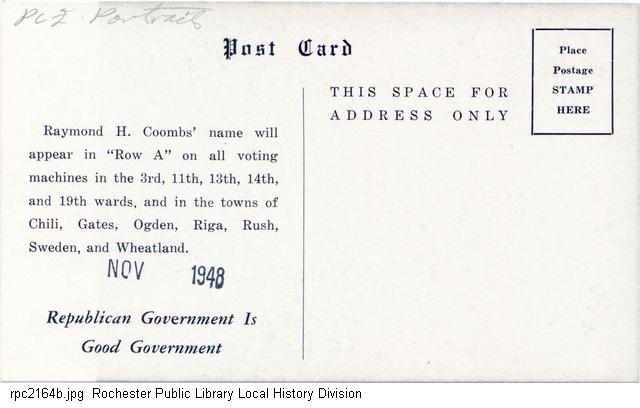 PCI Portraits
Post Card
Place
Postage
STAMP
HERE
THIS SPACE FOR
ADDRESS ONLY
Raymond H. Coombs' name will
appear in "Row A" on all voting
machines in the 3rd, 11th, 13th, 14th,
and 19th wards, and in the towns of
Chili, Gates, Ogden, Riga, Rush,
Sweden, and Wheatland.
NOV 1948
Republican Government Is
Good Government
rpc2164b.jpg Rochester Public Library Local History Division